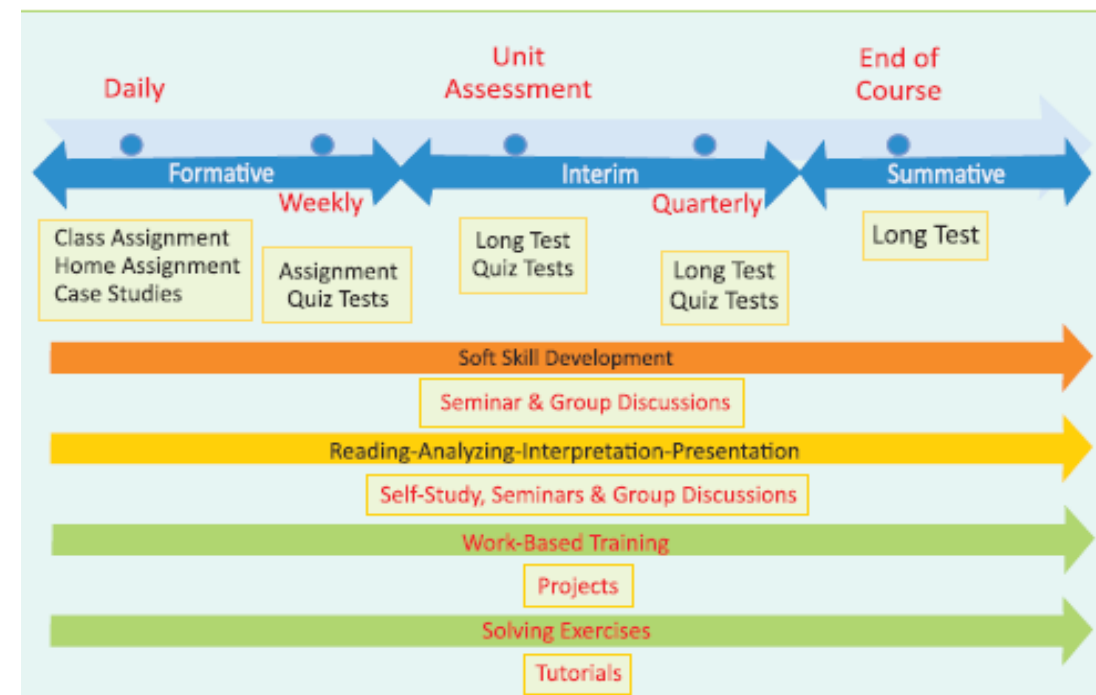 Daily
Unit
Assessment
End of
Course
Formative
Interim
Summative
Weekly
Quarterly
Class Assignment
Home Assignment
Case Studies
Assignment
Quiz Tests
Long Test
Quiz Tests
Long Test
Quiz Tests
Long Test
Soft Skill Development
Seminar & Group Discussions
Reading-Analyzing-Interpretation-Presentation
Self-Study, Seminars & Group Discussions
Work-Based Training
Projects
Solving Exercises
Tutorials